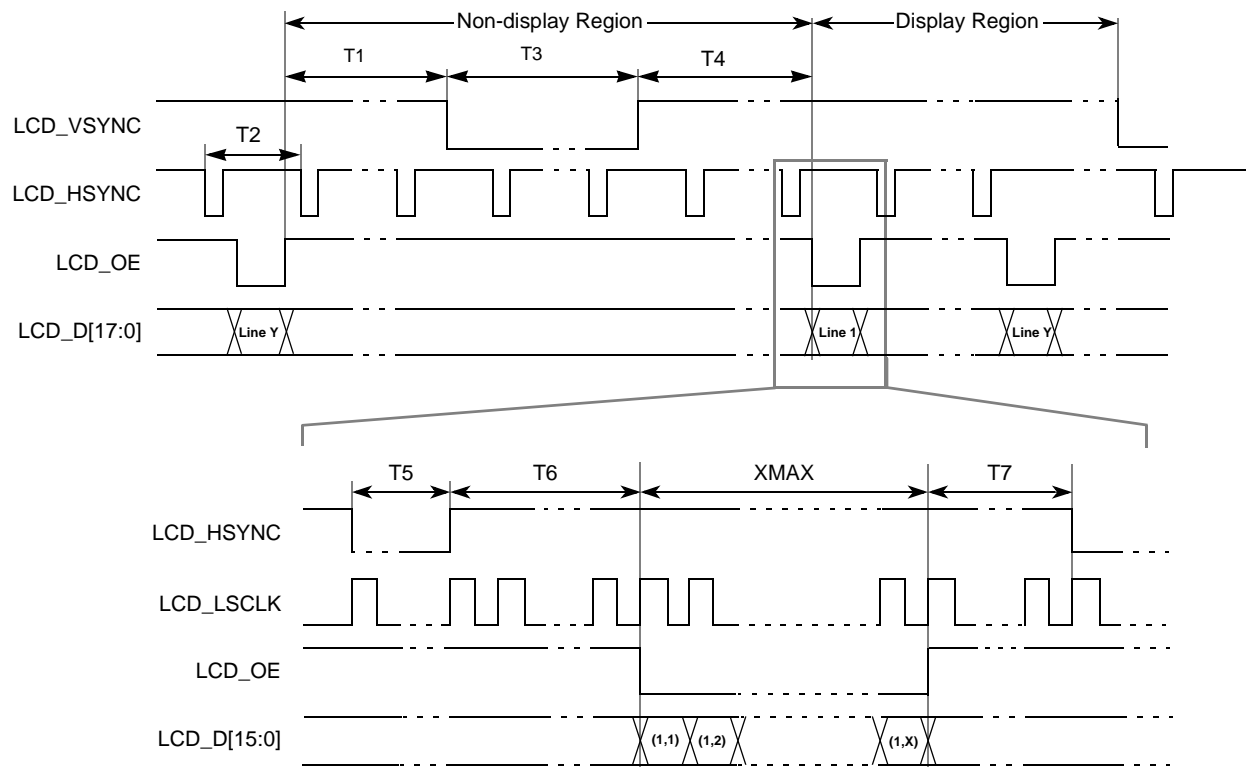 Non-display Region
Display Region
T1
T3
T4
LCD_VSYNC
T2
LCD_HSYNC
LCD_OE
LCD_D[17:0]
Line Y
Line 1
Line Y
T5
T6
XMAX
T7
LCD_HSYNC
LCD_LSCLK
LCD_OE
LCD_D[15:0]
(1,1)
(1,2)
(1,X)